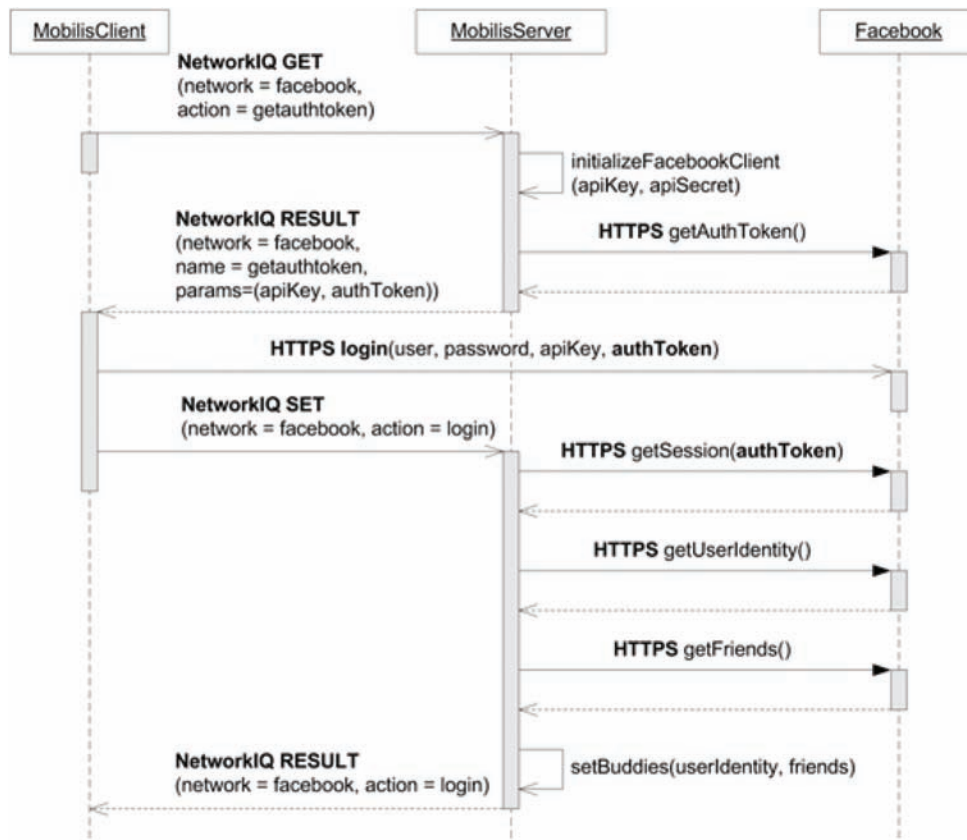 MobilisClient
MobilisServer
Facebook
NetworkIQ GET
(network = facebook,
action = getauthtoken)
initializeFacebookClient
(apiKey, apiSecret)
NetworkIQ RESULT
(network = facebook,
name = getauthtoken,
params=(apiKey, authToken))
HTTPS getAuthToken()
HTTPS login(user, password, apiKey, authToken)
NetworkIQ SET
(network = facebook, action = login)
HTTPS getSession(authToken)
HTTPS getUserIdentity()
HTTPS getFriends()
NetworkIQ RESULT
(network = facebook, action = login)
setBuddies(userIdentity, friends)